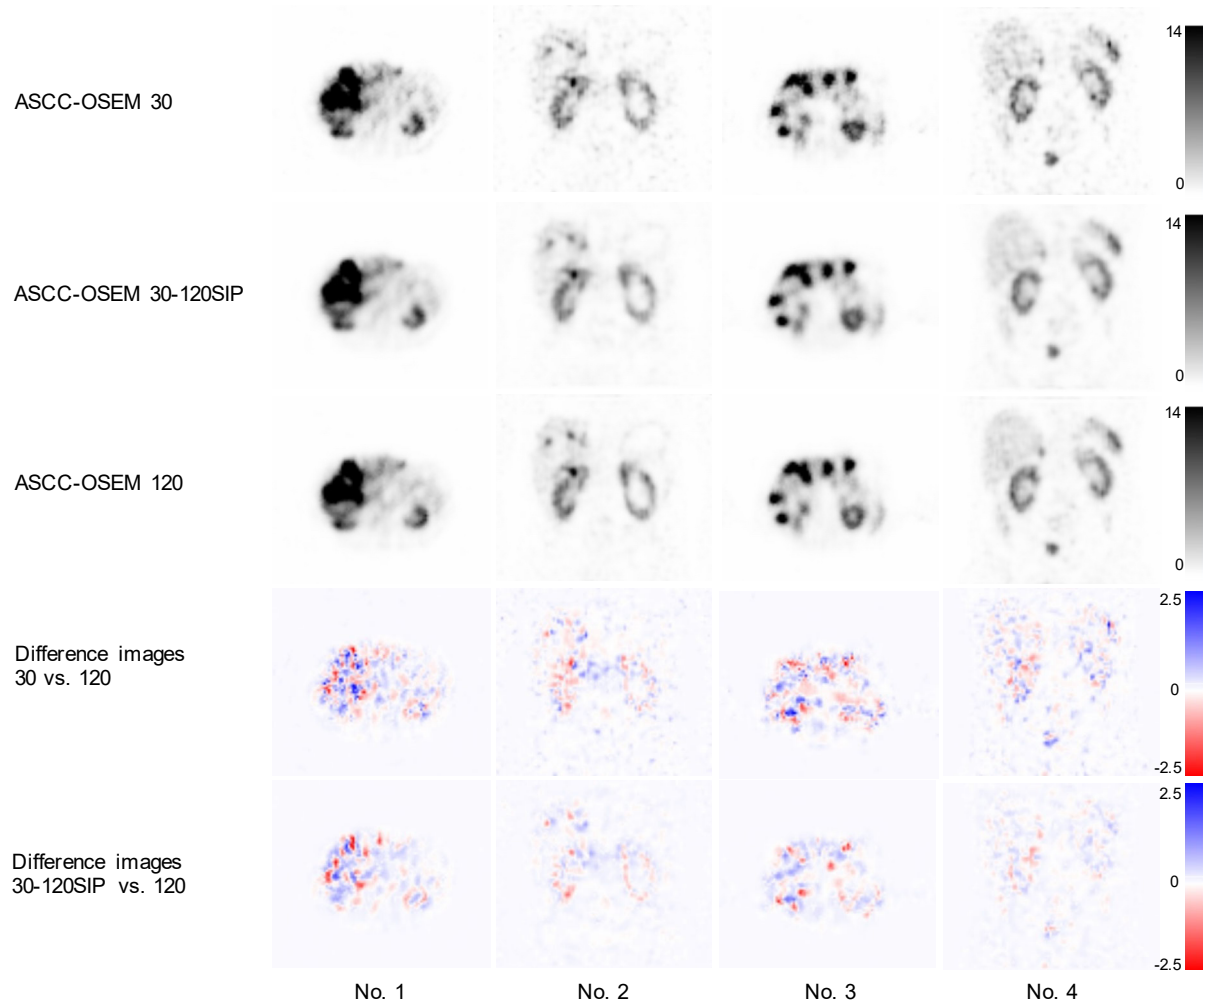 14
ASCC-OSEM 30
0
14
ASCC-OSEM 30-120SIP
0
14
ASCC-OSEM 120
0
2.5
Difference images
30 vs. 120
0
-2.5
2.5
Difference images
30-120SIP vs. 120
0
-2.5
No. 1 No. 2 No. 3 No. 4